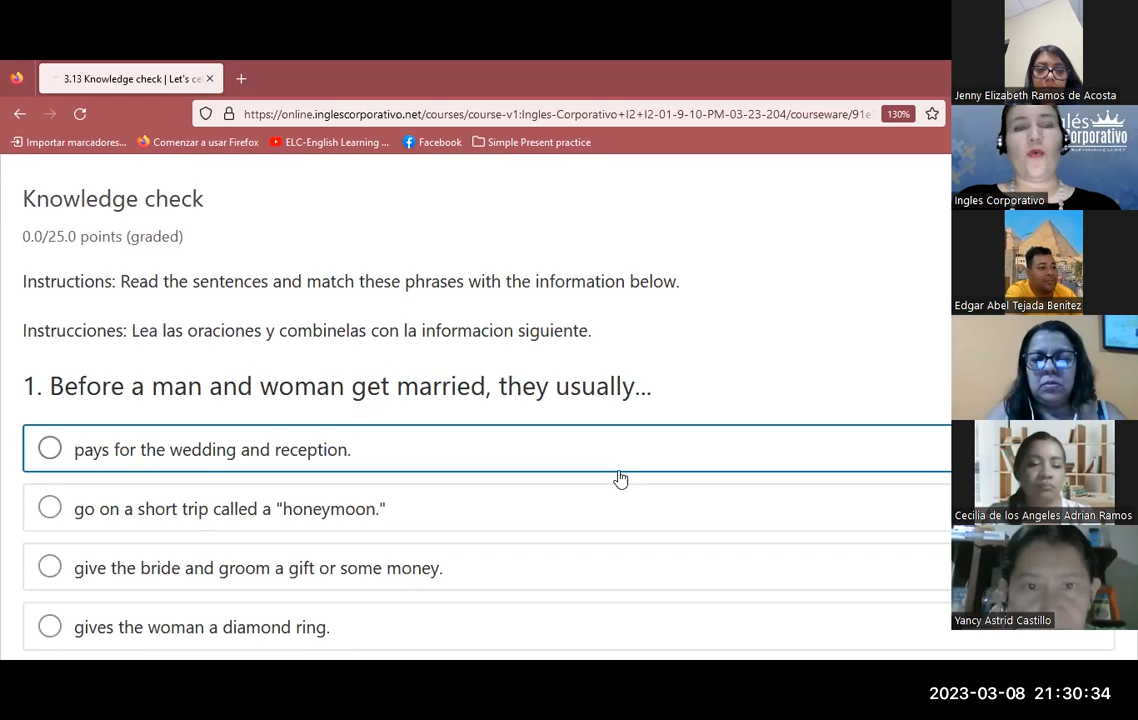 3.13 Knowledge check | Let's ce
https://online.inglescorporativo.net/courses/course-v1:Ingles-Corporativo+I2+I2-01-9-10-PM-03-23-204/courseware/91e
130%
Importar marcadores...
Comenzar a usar Firefox
ELC-English Learning ...
Facebook
Simple Present practice
Knowledge check
0.0/25.0 points (graded)
Instructions: Read the sentences and match these phrases with the information below.
Instrucciones: Lea las oraciones y combinelas con la informacion siguiente.
1. Before a man and woman get married, they usually...
pays for the wedding and reception.
go on a short trip called a "honeymoon."
give the bride and groom a gift or some money.
gives the woman a diamond ring.
Jenny Elizabeth Ramos de Acosta
glés
orporativo
Ingles Corporativo
Edgar Abel Tejada Benitez
Cecilia de los Angeles Adrian Ramos
Yancy Astrid Castillo
2023-03-08 21:30:34